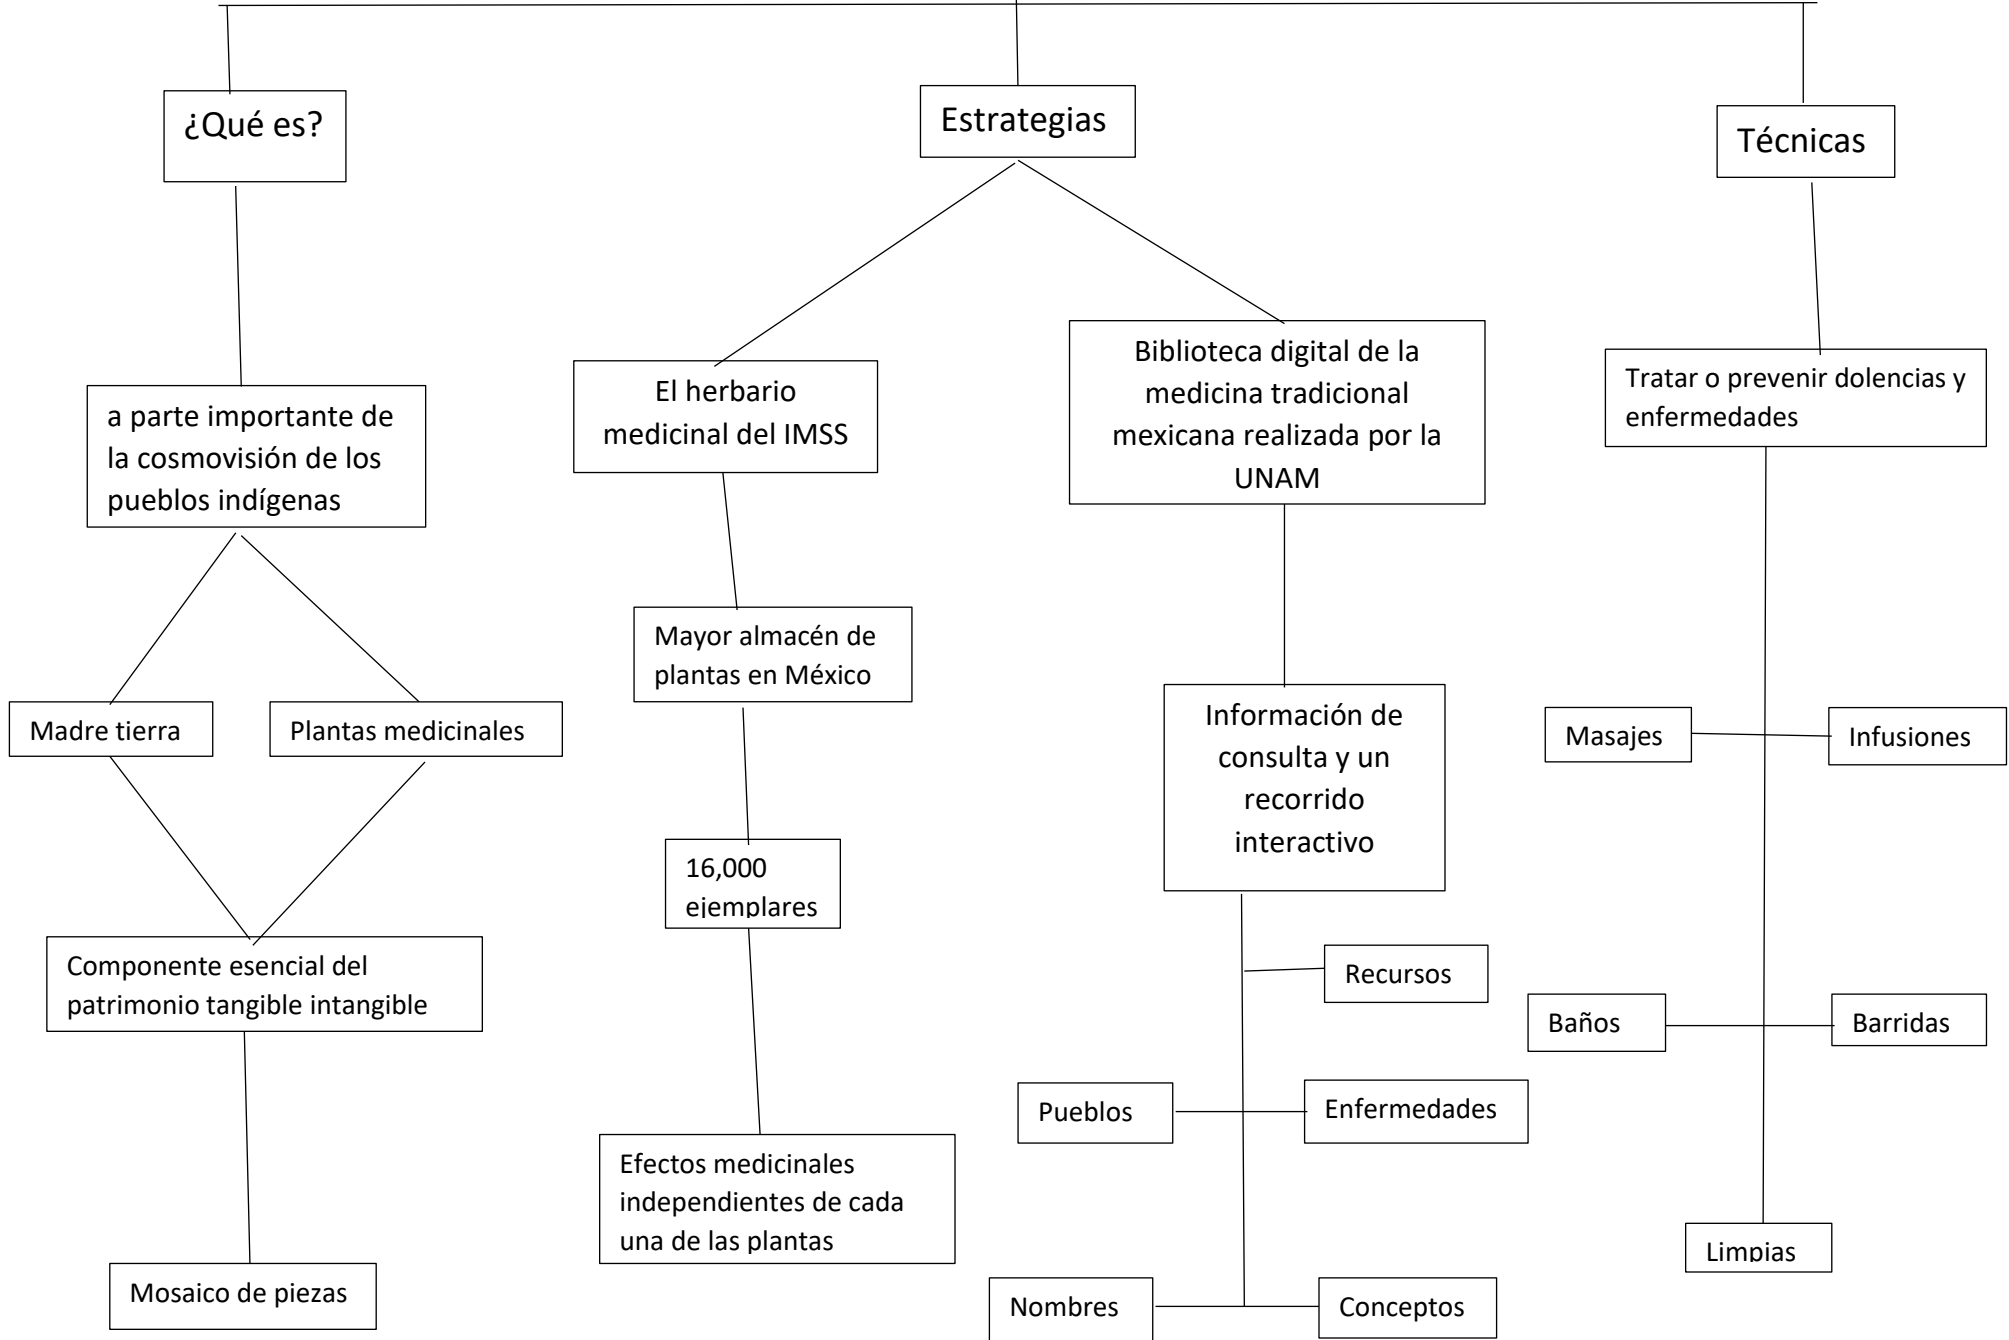 ¿Qué es?
Estrategias
Técnicas
a parte importante de
la cosmovisión de los
pueblos indígenas
El herbario
medicinal del IMSS
Biblioteca digital de la
medicina tradicional
mexicana realizada por la
UNAM
Tratar o prevenir dolencias y
enfermedades
Madre tierra
Plantas medicinales
Mayor almacén de
plantas en México
Información de
consulta y un
recorrido
interactivo
Masajes
Infusiones
16,000
ejemplares
Componente esencial del
patrimonio tangible intangible
Recursos
Baños
Barridas
Pueblos
Enfermedades
Efectos medicinales
independientes de cada
una de las plantas
Limpias
Mosaico de piezas
Nombres
Conceptos